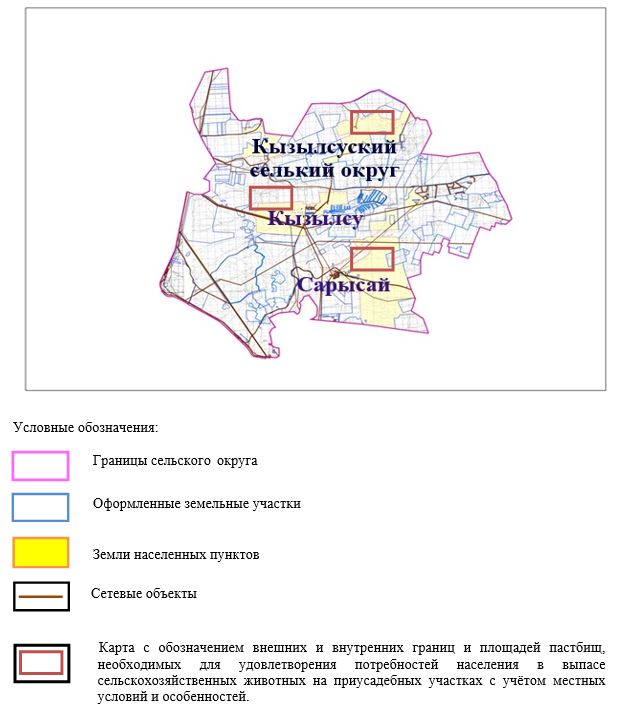 Кызылсуский
селький округ
Кызылсу
Сарысай
Условные обозначения:
Границы сельского округа
Оформленные земельные участки
Земли населенных пунктов
Сетевые объекты
Карта с обозначением внешних и внутренних границ и площадей пастбищ,
необходимых для удовлетворения потребностей населения в выпасе
сельскохозяйственных животных на приусадебных участках с учётом местных
условий и особенностей.